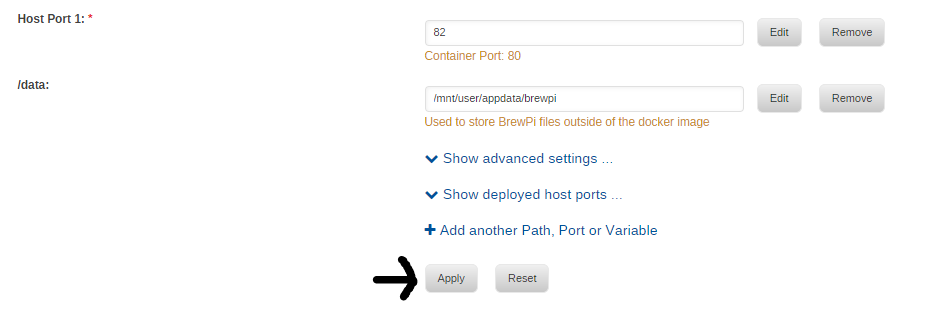 Host Port 1: *
82
Edit
Remove
Container Port: 80
/data:
/mnt/user/appdata/brewpi
Edit
Remove
Used to store BrewPi files outside of the docker image
Show advanced settings ...
Show deployed host ports ...
Add another Path, Port or Variable
Apply
Reset